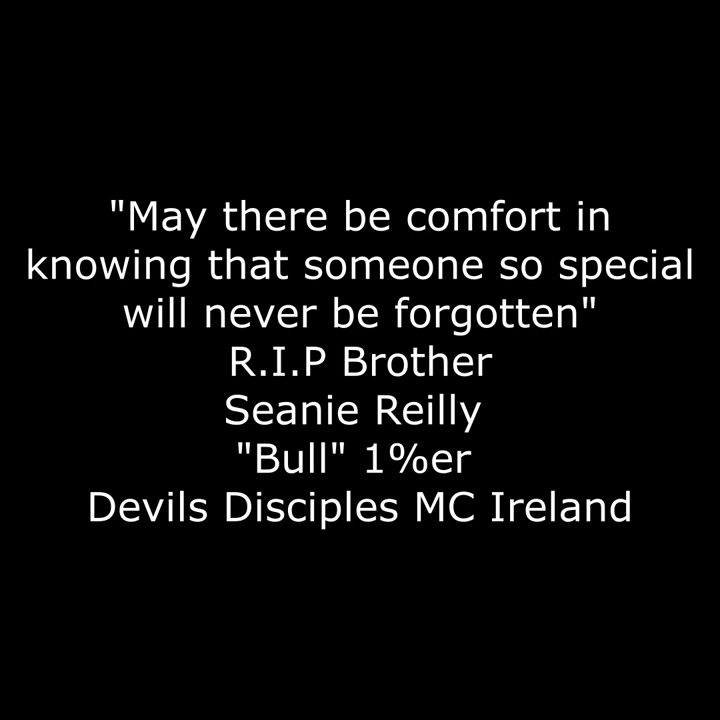 "May there be comfort in
knowing that someone so special
will never be forgotten"
R.I.P Brother
Seanie Reilly
"Bull" 1%er
Devils Disciples MC Ireland